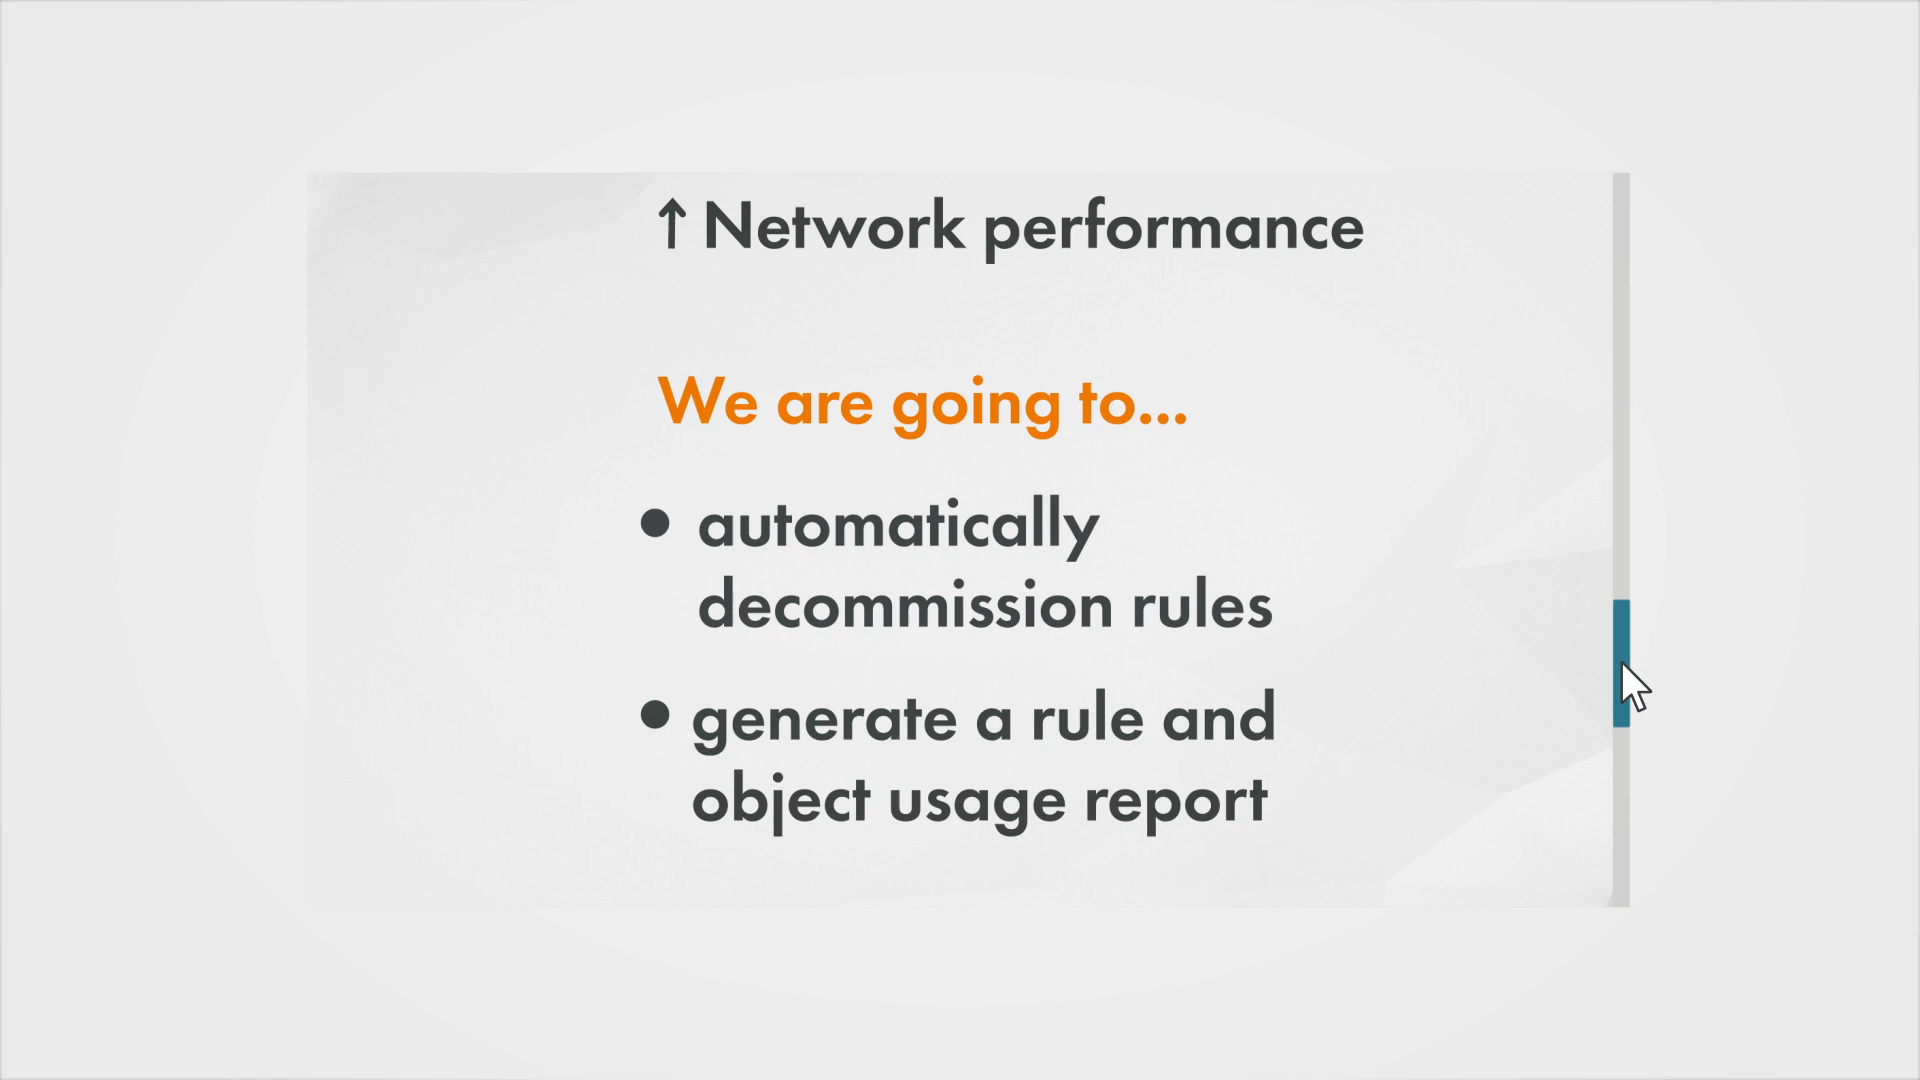 ↑ Network performance
We are going to...
• automatically
decommission rules
• generate a rule and
object usage report